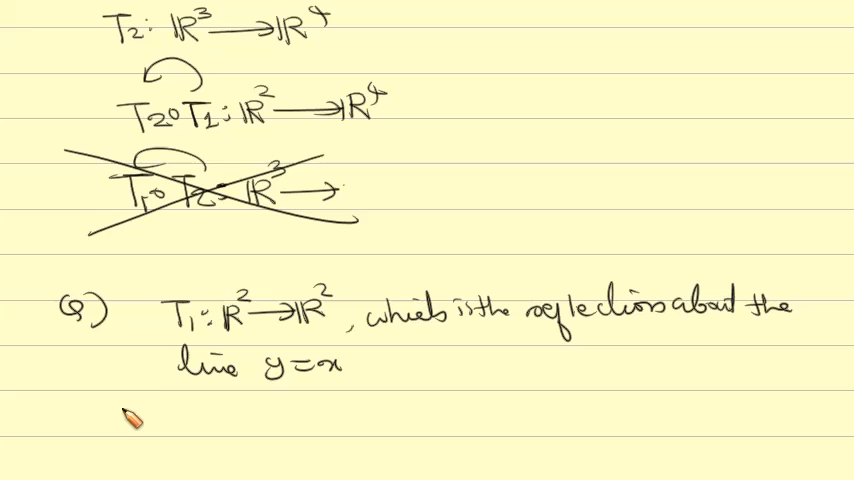 T₂: ℝ³ ⟶ ℝ⁴
T₂∘T₁: ℝ² ⟶ ℝ⁴
T₁∘T₂: ℝ³ ⟶
Q) T₁: ℝ² ⟶ ℝ², which is the reflection about the
line y = x